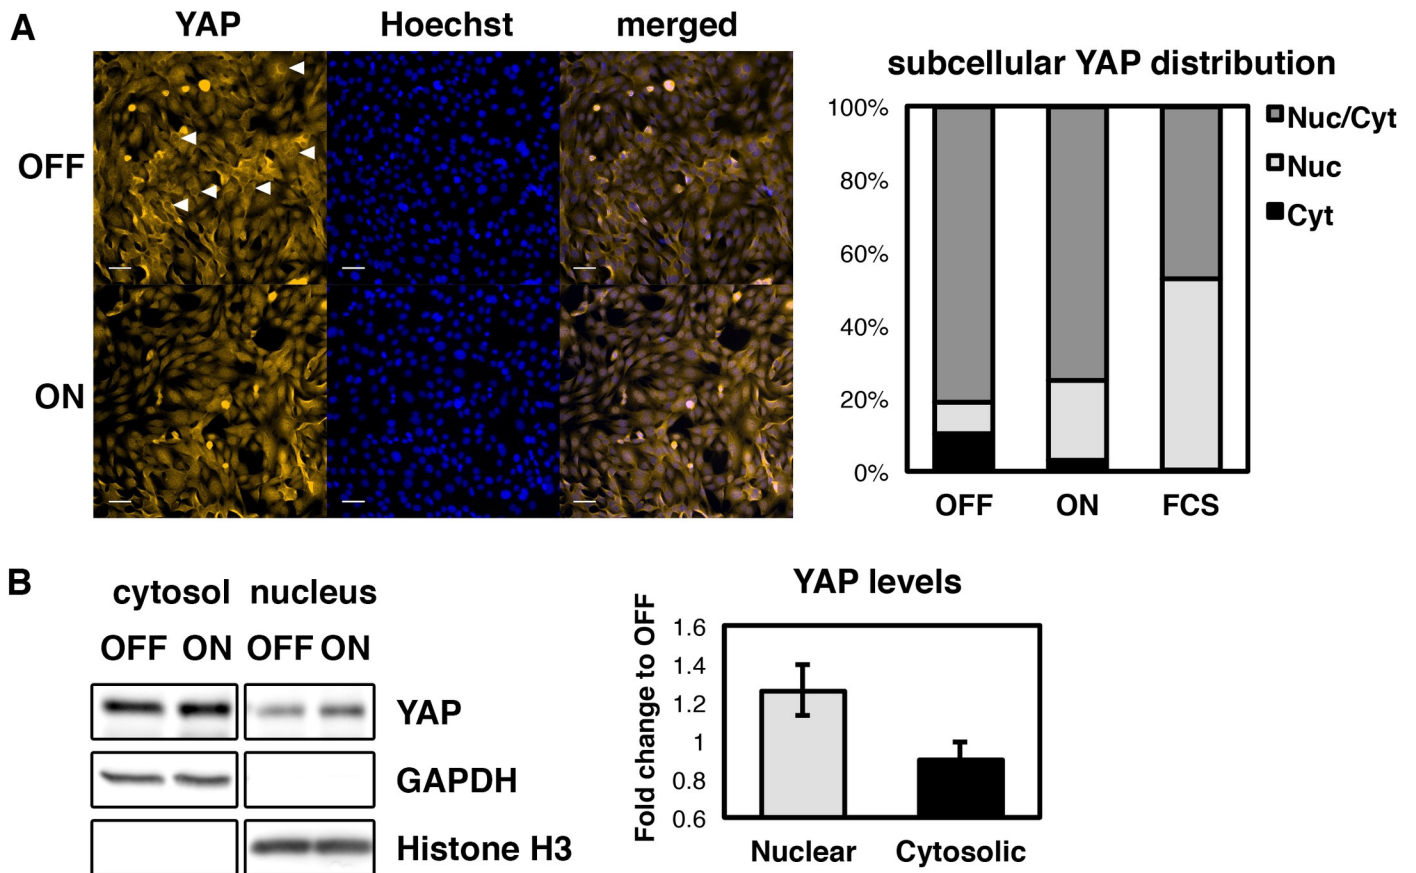 A
YAP
Hoechst
merged
OFF
ON
subcellular YAP distribution
100%
80%
60%
40%
20%
0%
OFF
ON
FCS
Nuc/Cyt
Nuc
Cyt
B
cytosol nucleus
OFF ON OFF ON
YAP
GAPDH
Histone H3
YAP levels
Fold change to OFF
1.6
1.4
1.2
1
0.8
0.6
Nuclear
Cytosolic